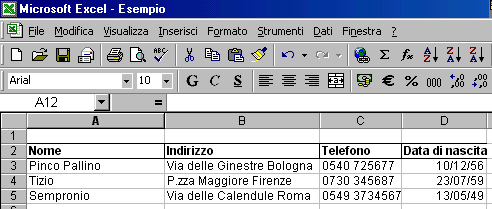 Microsoft Excel - Esempio
File Modifica Visualizza Inserisci Formato Strumenti Dati Finestra
Arial 10 G C S € % 000
A12 =
A B C D
1
2 Nome Indirizzo Telefono Data di nascita
3 Pinco Pallino Via delle Ginestre Bologna 0540 725677 10/12/56
4 Tizio P.zza Maggiore Firenze 0730 345687 23/07/59
5 Sempronio Via delle Calendule Roma 0549 3734567 13/05/49